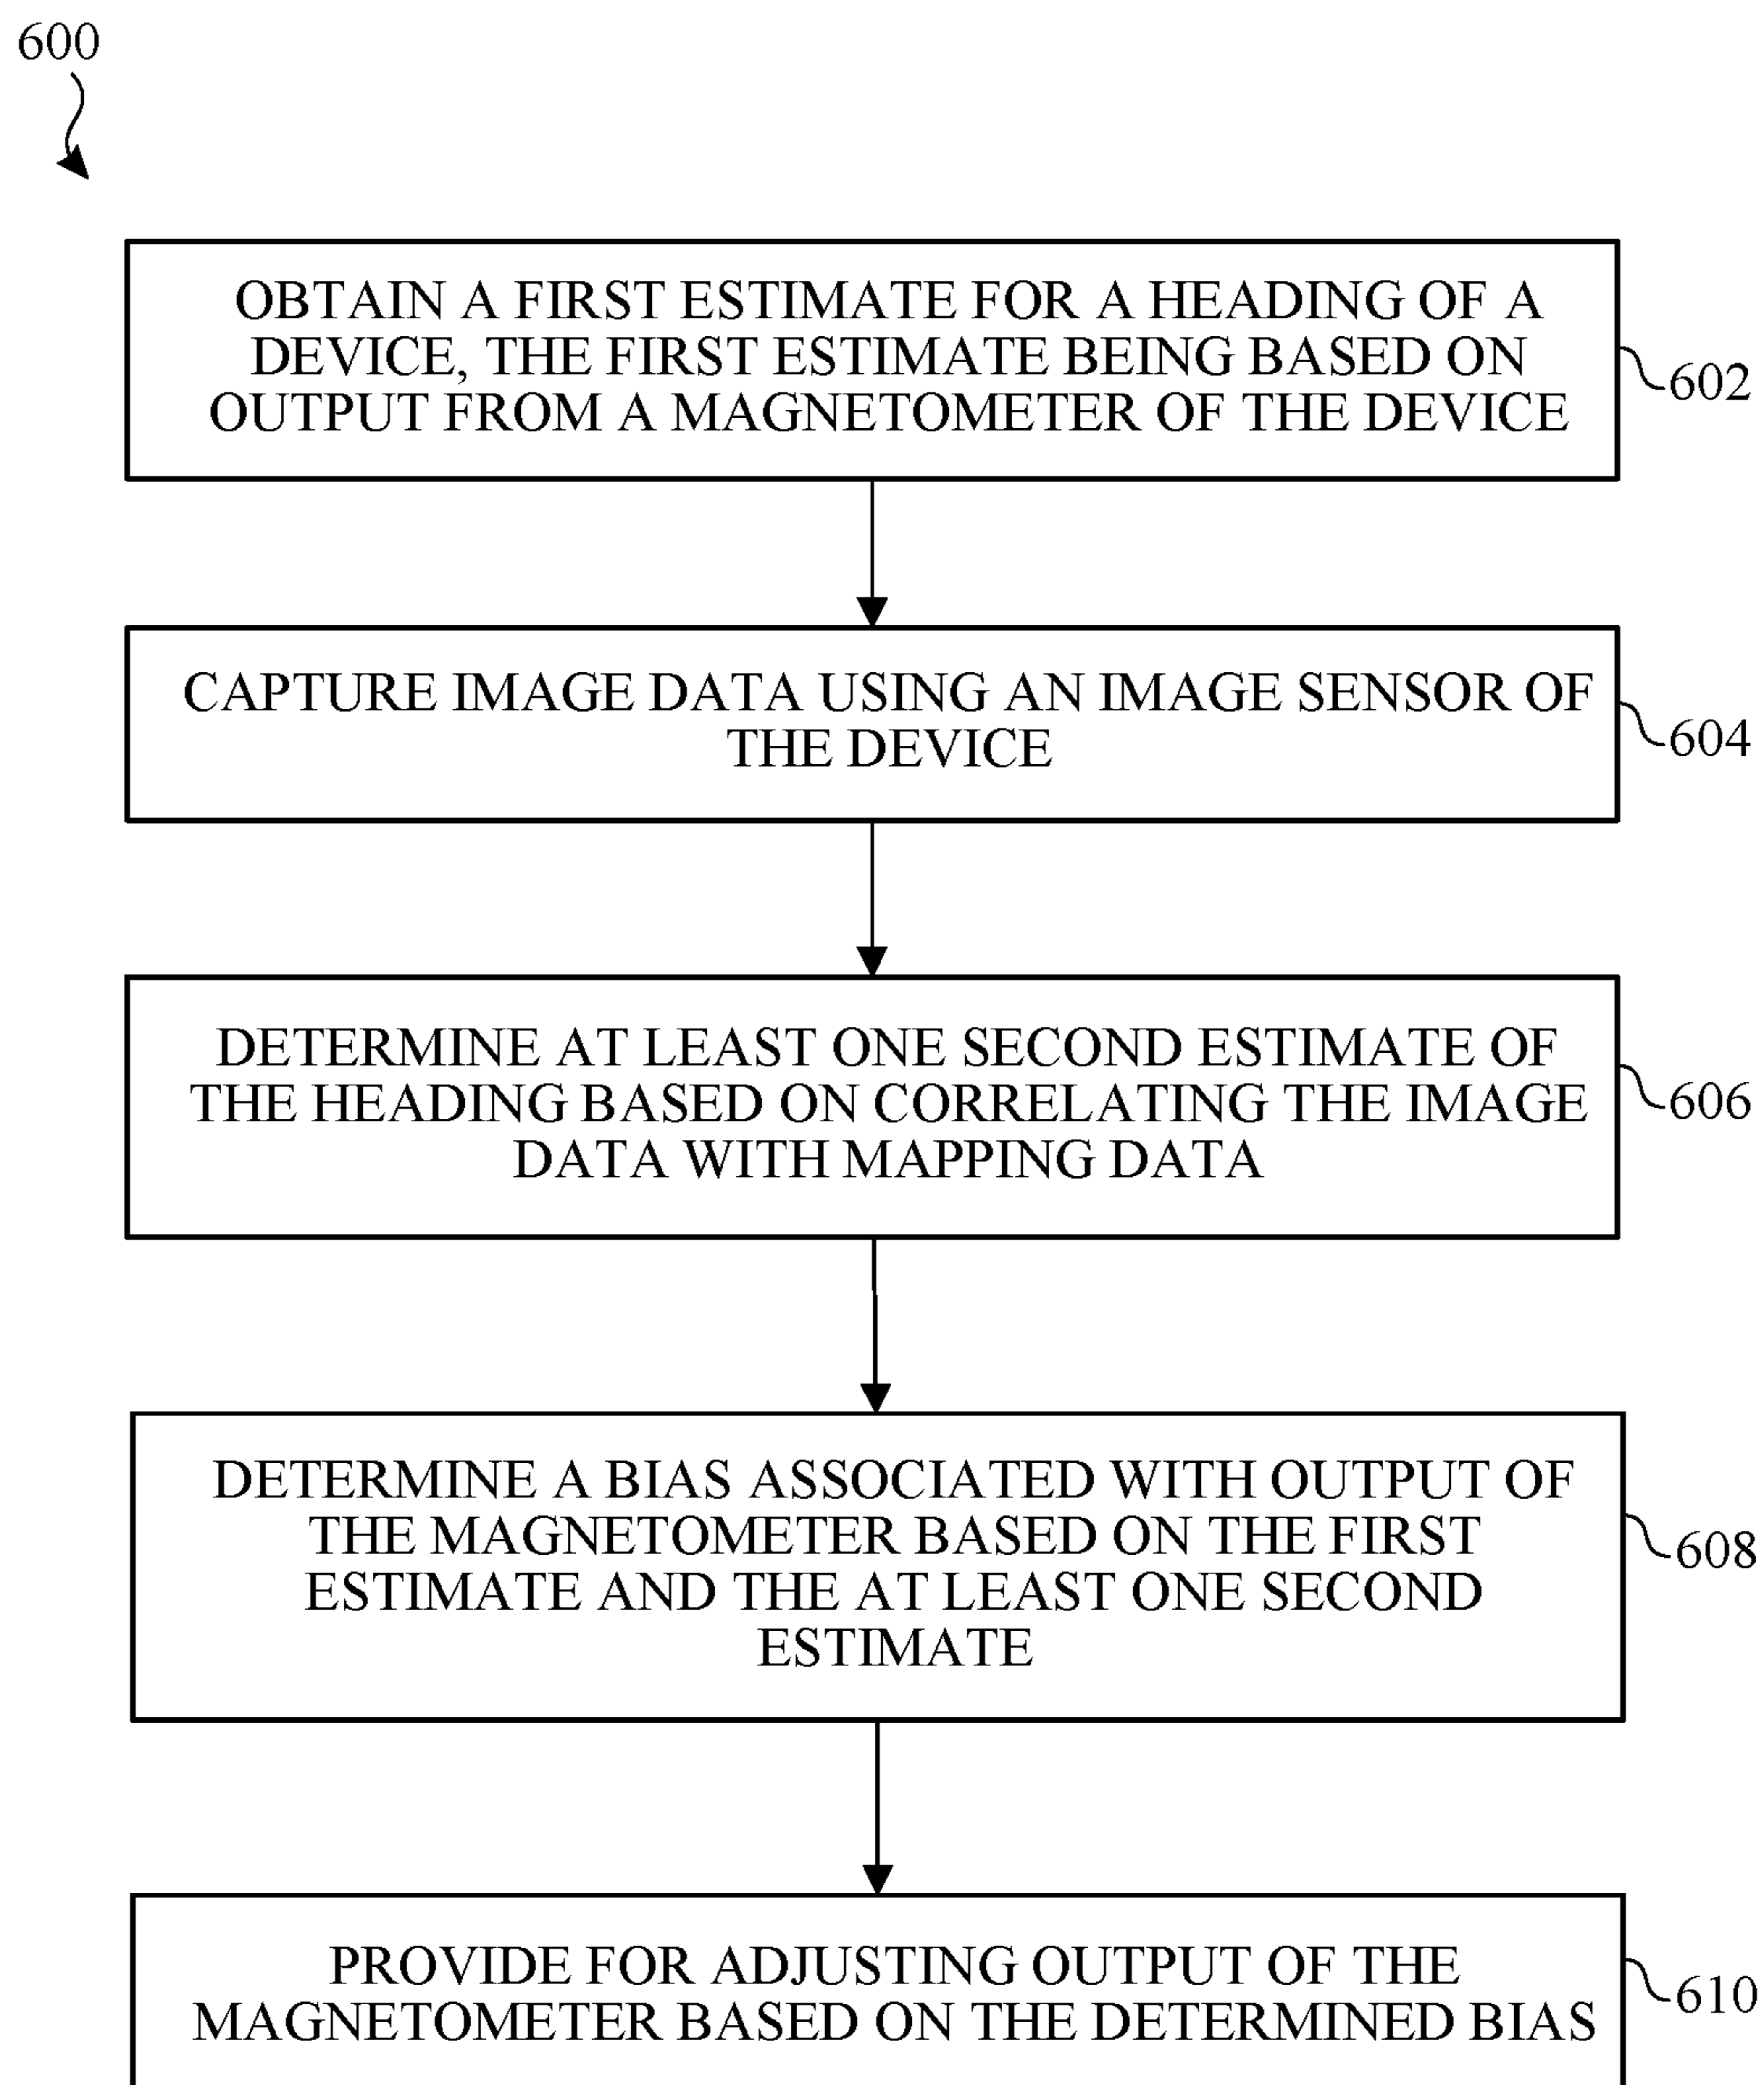 600
OBTAIN A FIRST ESTIMATE FOR A HEADING OF A
DEVICE, THE FIRST ESTIMATE BEING BASED ON
OUTPUT FROM A MAGNETOMETER OF THE DEVICE
602
CAPTURE IMAGE DATA USING AN IMAGE SENSOR OF
THE DEVICE
604
DETERMINE AT LEAST ONE SECOND ESTIMATE OF
THE HEADING BASED ON CORRELATING THE IMAGE
DATA WITH MAPPING DATA
606
DETERMINE A BIAS ASSOCIATED WITH OUTPUT OF
THE MAGNETOMETER BASED ON THE FIRST
ESTIMATE AND THE AT LEAST ONE SECOND
ESTIMATE
608
PROVIDE FOR ADJUSTING OUTPUT OF THE
MAGNETOMETER BASED ON THE DETERMINED BIAS
610